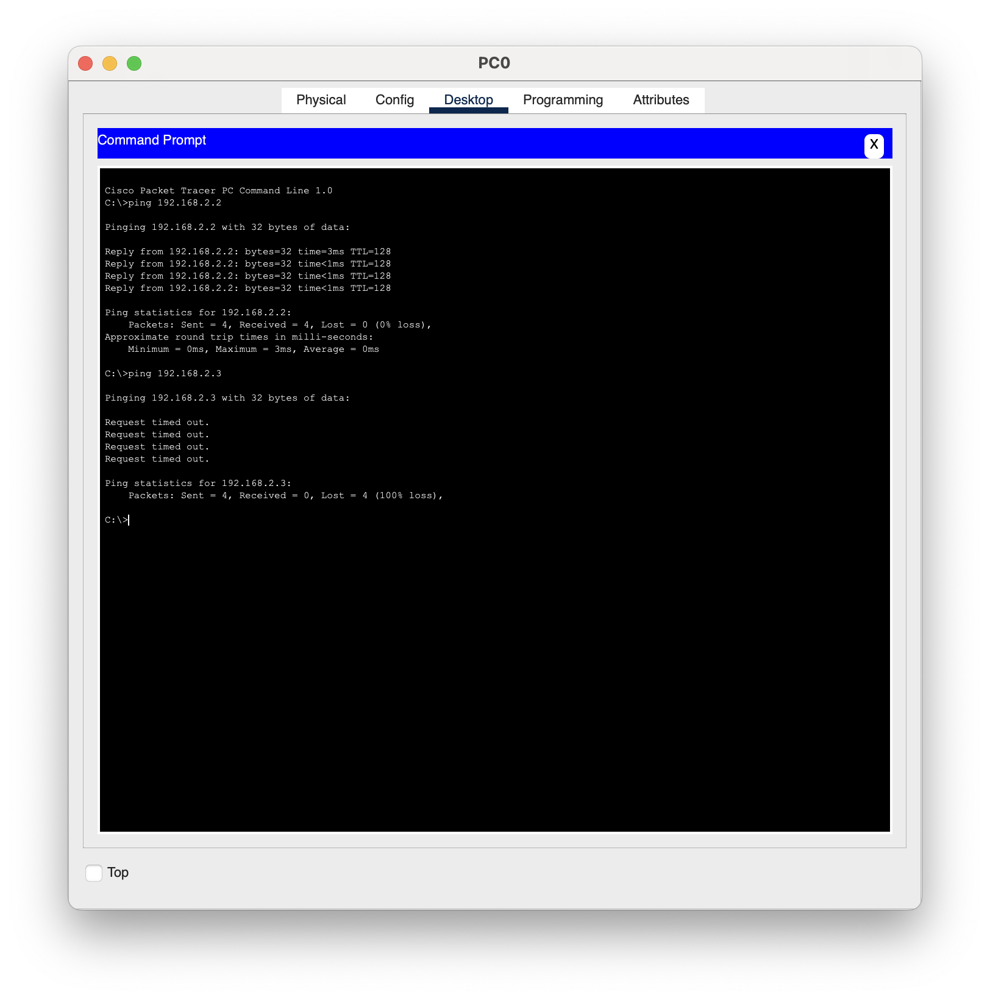 PC0
Physical Config Desktop Programming Attributes
Command Prompt
X
Cisco Packet Tracer PC Command Line 1.0
C:\>ping 192.168.2.2
Pinging 192.168.2.2 with 32 bytes of data:
Reply from 192.168.2.2: bytes=32 time=3ms TTL=128
Reply from 192.168.2.2: bytes=32 time<1ms TTL=128
Reply from 192.168.2.2: bytes=32 time<1ms TTL=128
Reply from 192.168.2.2: bytes=32 time<1ms TTL=128
Ping statistics for 192.168.2.2:
    Packets: Sent = 4, Received = 4, Lost = 0 (0% loss),
Approximate round trip times in milli-seconds:
    Minimum = 0ms, Maximum = 3ms, Average = 0ms
C:\>ping 192.168.2.3
Pinging 192.168.2.3 with 32 bytes of data:
Request timed out.
Request timed out.
Request timed out.
Request timed out.
Ping statistics for 192.168.2.3:
    Packets: Sent = 4, Received = 0, Lost = 4 (100% loss),
C:\>
Top